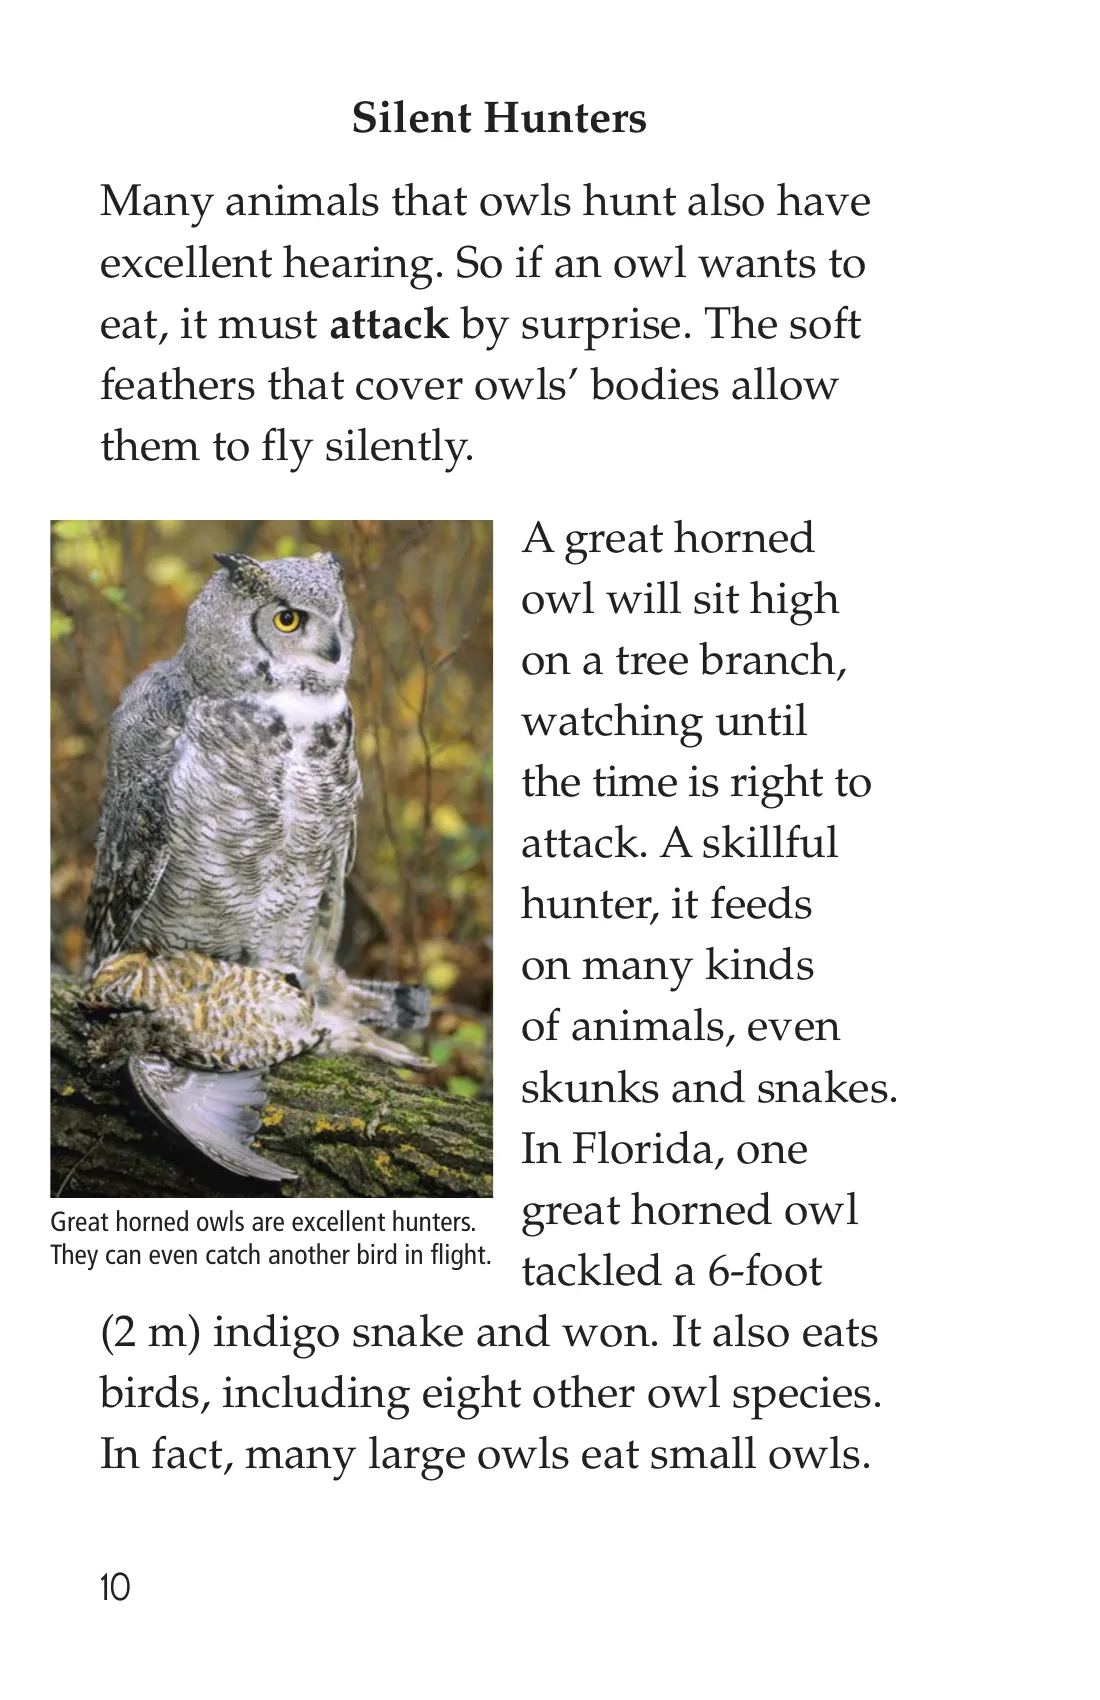 Silent Hunters
Many animals that owls hunt also have
excellent hearing. So if an owl wants to
eat, it must attack by surprise. The soft
feathers that cover owls’ bodies allow
them to fly silently.
A great horned
owl will sit high
on a tree branch,
watching until
the time is right to
attack. A skillful
hunter, it feeds
on many kinds
of animals, even
skunks and snakes.
In Florida, one
great horned owl
tackled a 6-foot
(2 m) indigo snake and won. It also eats
birds, including eight other owl species.
In fact, many large owls eat small owls.
Great horned owls are excellent hunters.
They can even catch another bird in flight.
10